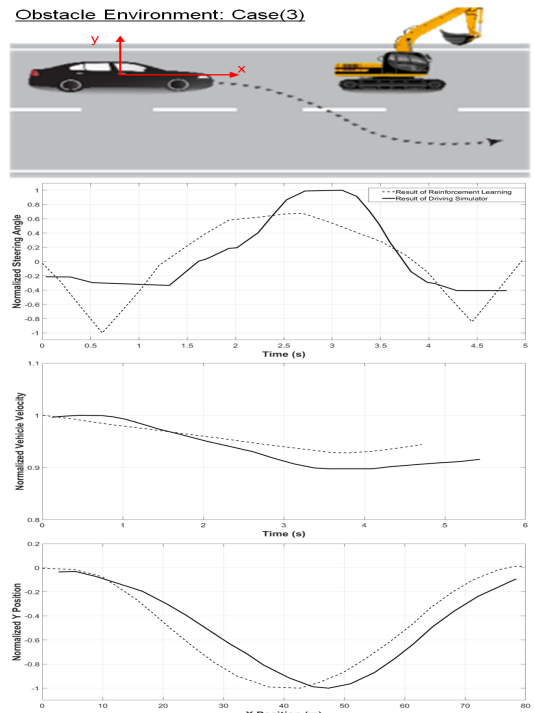 Obstacle Environment: Case(3)
y
x
Result of Reinforcement Learning
Result of Driving Simulator
Normalized Steering Angle
1
0.8
0.6
0.4
0.2
0
-0.2
-0.4
-0.6
-0.8
-1
0 0.5 1 1.5 2 2.5 3 3.5 4 4.5 5
Time (s)
Normalized Vehicle Velocity
1.1
1
0.9
0.8
0 1 2 3 4 5 6
Time (s)
Normalized Y Position
0.2
0
-0.2
-0.4
-0.6
-0.8
-1
0 10 20 30 40 50 60 70 80
X Position (m)